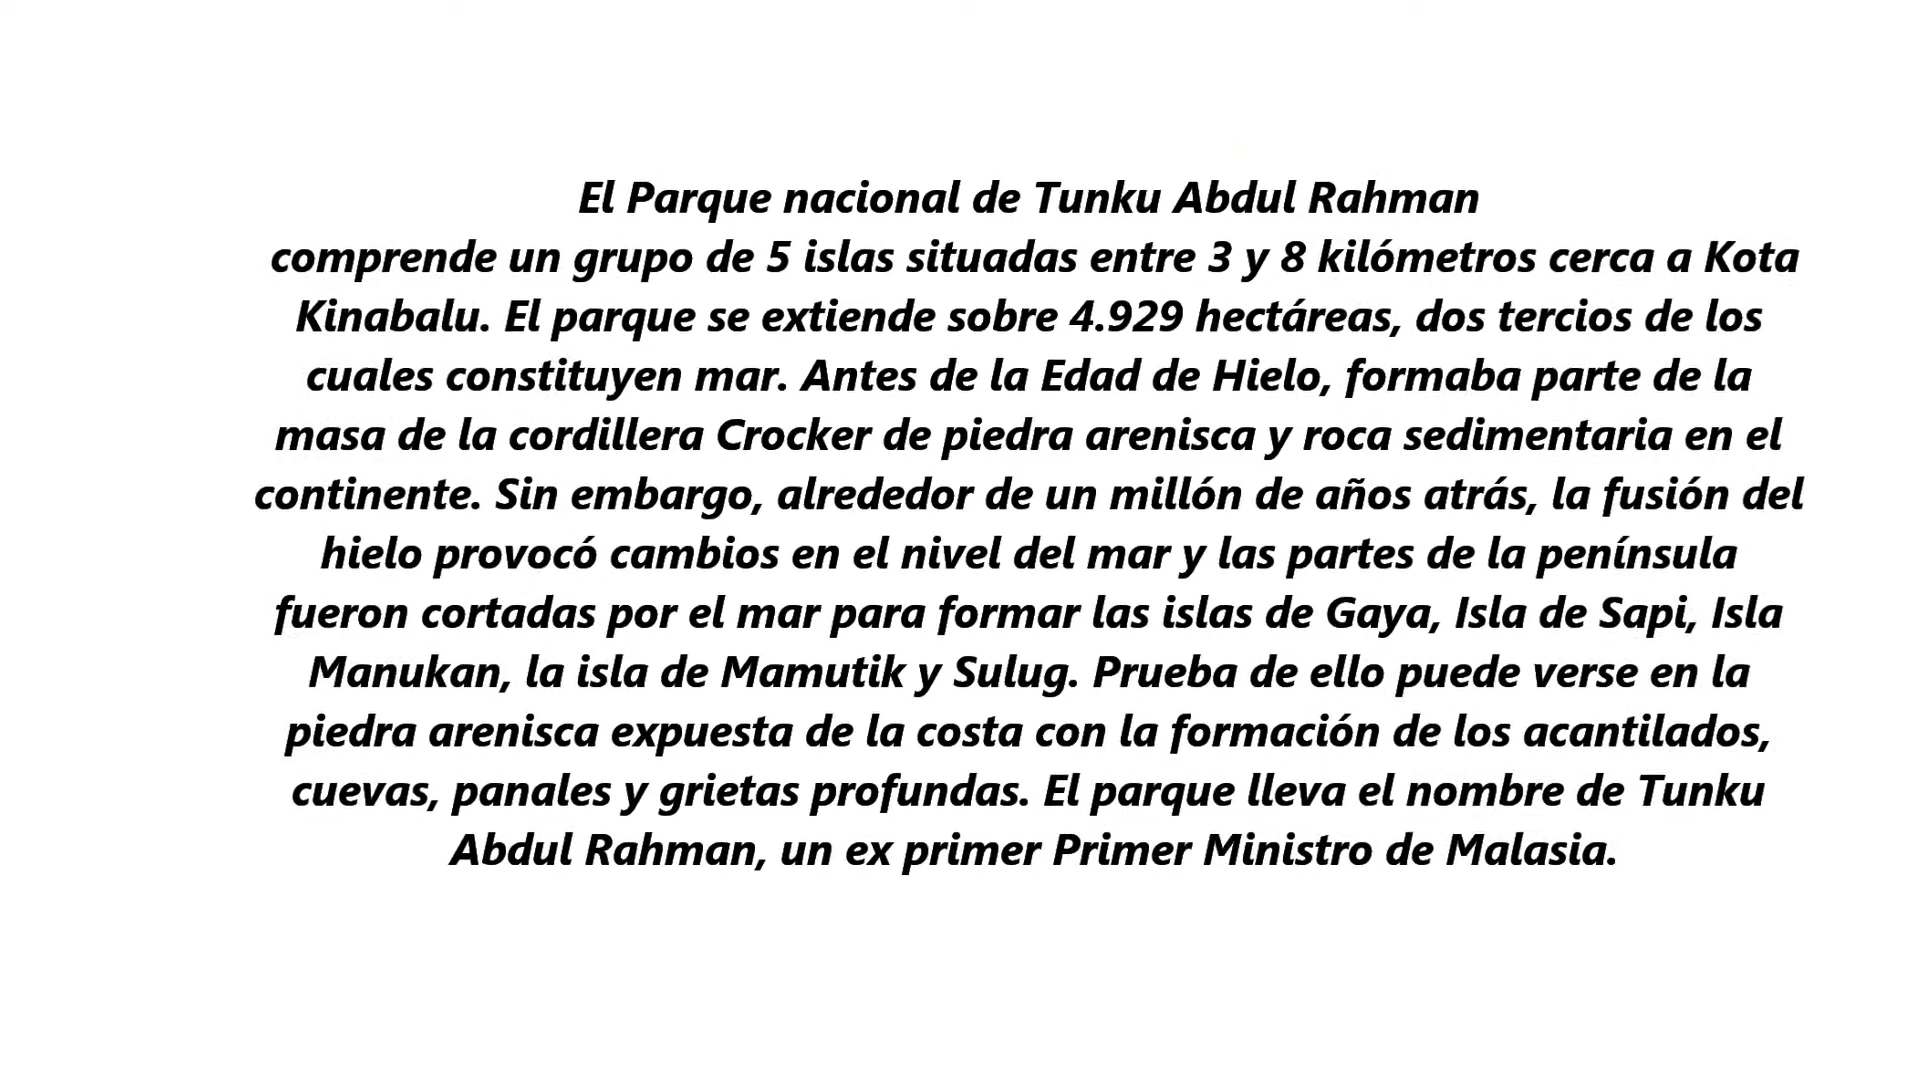 El Parque nacional de Tunku Abdul Rahman
comprende un grupo de 5 islas situadas entre 3 y 8 kilómetros cerca a Kota
Kinabalu. El parque se extiende sobre 4.929 hectáreas, dos tercios de los
cuales constituyen mar. Antes de la Edad de Hielo, formaba parte de la
masa de la cordillera Crocker de piedra arenisca y roca sedimentaria en el
continente. Sin embargo, alrededor de un millón de años atrás, la fusión del
hielo provocó cambios en el nivel del mar y las partes de la península
fueron cortadas por el mar para formar las islas de Gaya, Isla de Sapi, Isla
Manukan, la isla de Mamutik y Sulug. Prueba de ello puede verse en la
piedra arenisca expuesta de la costa con la formación de los acantilados,
cuevas, panales y grietas profundas. El parque lleva el nombre de Tunku
Abdul Rahman, un ex primer Primer Ministro de Malasia.